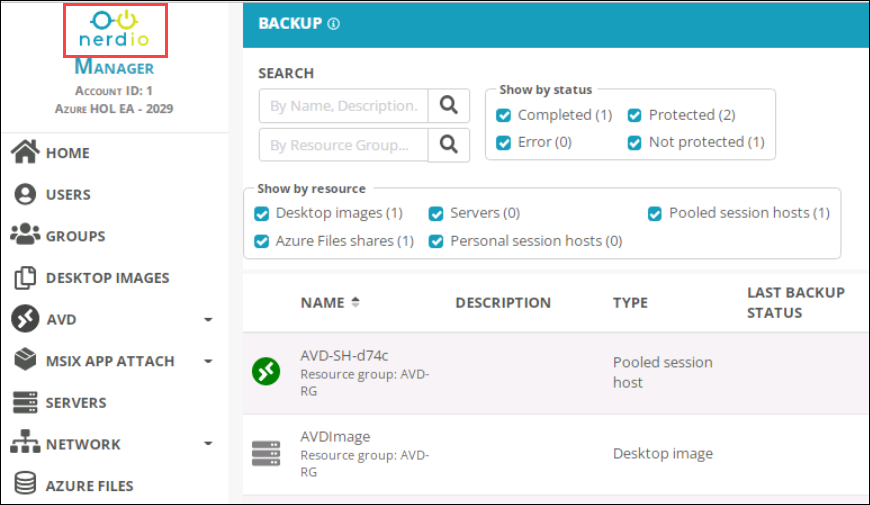 nerdio
MANAGER
ACCOUNT ID: 1
AZURE HOL EA - 2029
HOME
USERS
GROUPS
DESKTOP IMAGES
AVD
MSIX APP ATTACH
SERVERS
NETWORK
AZURE FILES
BACKUP
SEARCH
By Name, Description.
By Resource Group...
Show by status
Completed (1)
Protected (2)
Error (0)
Not protected (1)
Show by resource
Desktop images (1)
Servers (0)
Pooled session hosts (1)
Azure Files shares (1)
Personal session hosts (0)
NAME
DESCRIPTION
TYPE
LAST BACKUP
STATUS
AVD-SH-d74c
Resource group: AVD-
RG
Pooled session
host
AVDImage
Resource group: AVD-
RG
Desktop image